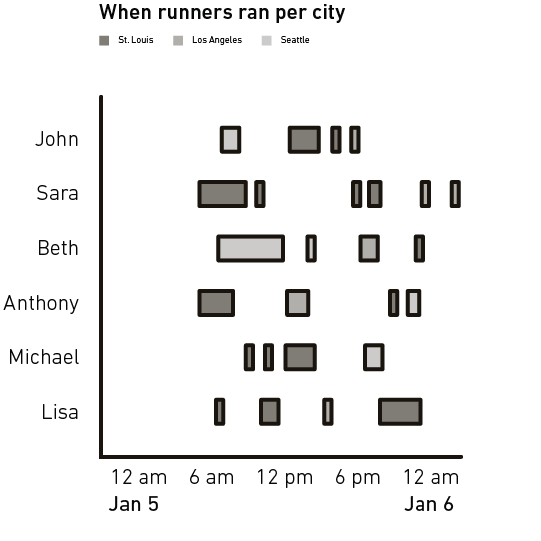 When runners ran per city
St. Louis Los Angeles Seattle
John
Sara
Beth
Anthony
Michael
Lisa
12 am 6 am 12 pm 6 pm 12 am
Jan 5 Jan 6